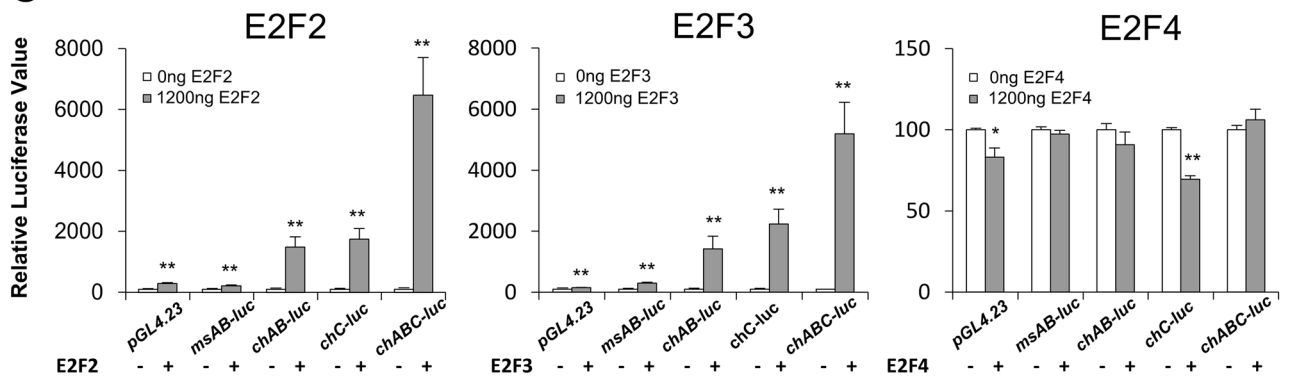 E2F2
Relative Luciferase Value
8000
6000
4000
2000
0
0ng E2F2
1200ng E2F2
** ** ** ** **
pGL4.23 msAB-luc chAB-luc chC-luc chABC-luc
E2F2 - + - + - + - + - +
E2F3
8000
6000
4000
2000
0
0ng E2F3
1200ng E2F3
** ** ** ** **
pGL4.23 msAB-luc chAB-luc chC-luc chABC-luc
E2F3 - + - + - + - + - +
E2F4
150
100
50
0
0ng E2F4
1200ng E2F4
* **
pGL4.23 msAB-luc chAB-luc chC-luc chABC-luc
E2F4 - + - + - + - + - +